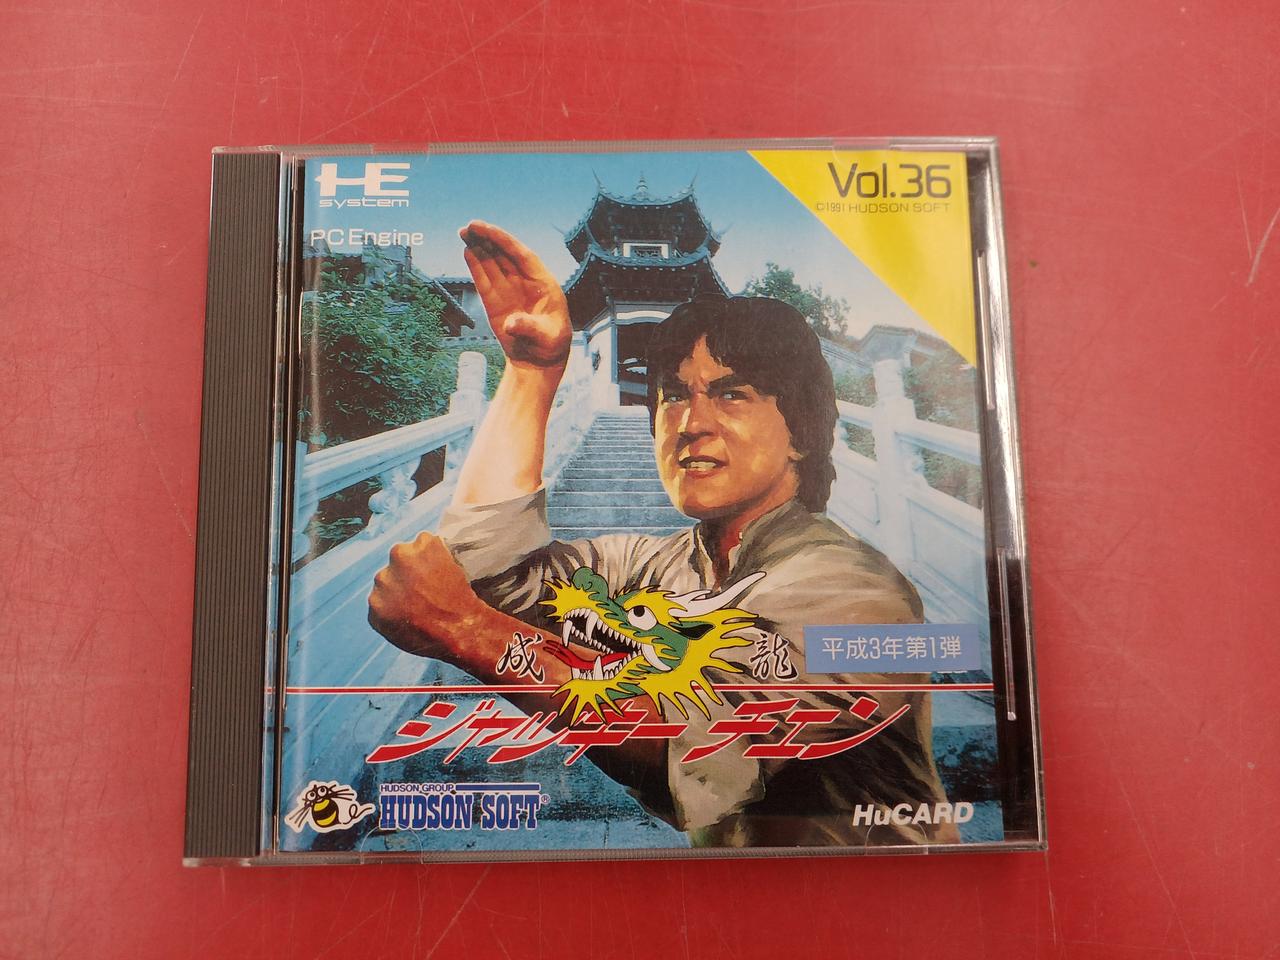 HE
system
PC Engine
Vol.36
©1991 HUDSON SOFT
成 龍
平成3年第1弾
ジャッキーチェン
HUDSON GROUP
HUDSON SOFT®
HuCARD